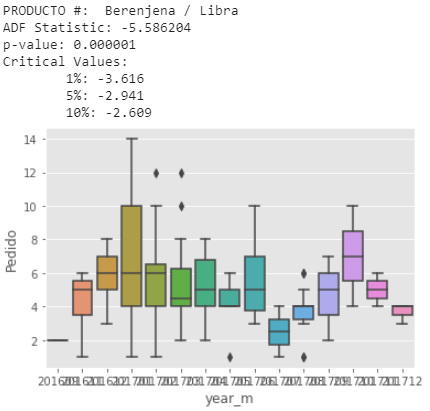 PRODUCTO #:  Berenjena / Libra
ADF Statistic: -5.586204
p-value: 0.000001
Critical Values:
1%: -3.616
5%: -2.941
10%: -2.609
14
12
10
8
6
4
2
Pedido
year_m